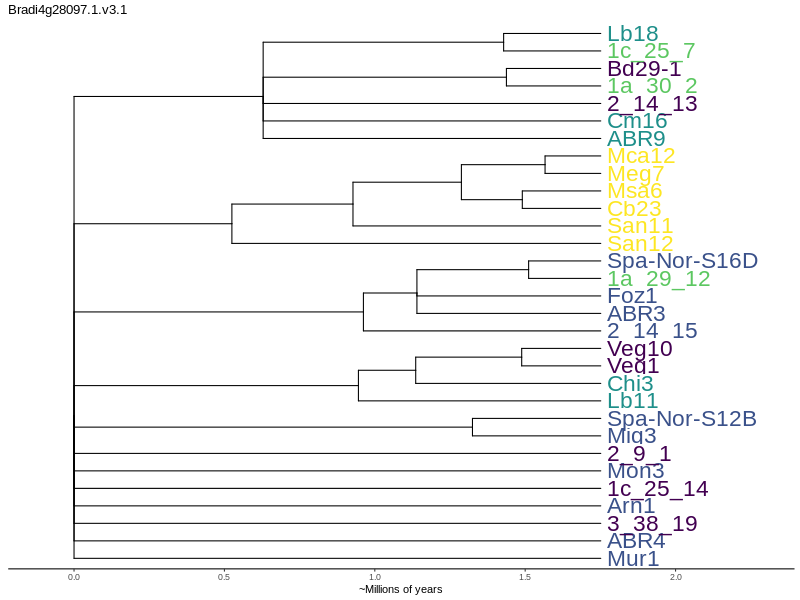 Bradi4g28097.1.v3.1
Lb18
1c_25_7
Bd29-1
1a_30_2
2_14_13
Cm16
ABR9
Mca12
Meg7
Msa6
Cb23
San11
San12
Spa-Nor-S16D
1a_29_12
Foz1
ABR3
2_14_15
Veg10
Veg1
Chi3
Lb11
Spa-Nor-S12B
Mig3
2_9_1
Mon3
1c_25_14
Arn1
3_38_19
ABR4
Mur1
0.0 0.5 1.0 1.5 2.0
~Millions of years